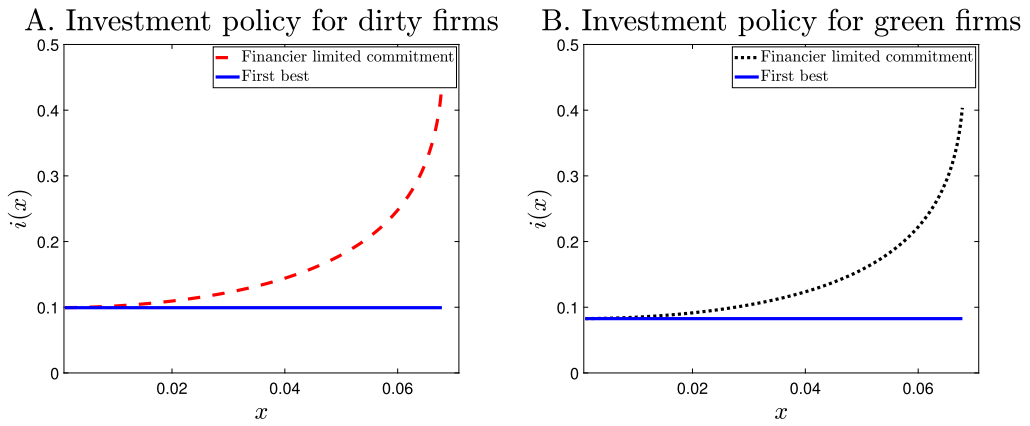 A. Investment policy for dirty firms
0.5
0.4
0.3
0.2
0.1
0
i(x)
Financier limited commitment
First best
0.02
0.04
0.06
x
B. Investment policy for green firms
0.5
0.4
0.3
0.2
0.1
0
i(x)
Financier limited commitment
First best
0.02
0.04
0.06
x